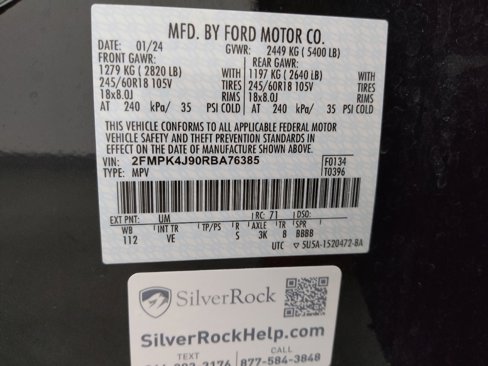 MFD. BY FORD MOTOR CO.
DATE: 01/24 GVWR: 2449 KG ( 5400 LB)
FRONT GAWR: REAR GAWR:
1279 KG ( 2820 LB) WITH 1197 KG ( 2640 LB) WITH
245/60R18 105V TIRES 245/60R18 105V TIRES
18x8.0J RIMS 18x8.0J RIMS
AT 240 kPa/ 35 PSI COLD AT 240 kPa/ 35 PSI COLD
THIS VEHICLE CONFORMS TO ALL APPLICABLE FEDERAL MOTOR
VEHICLE SAFETY AND THEFT PREVENTION STANDARDS IN
EFFECT ON THE DATE OF MANUFACTURE SHOWN ABOVE.
VIN: 2FMPK4J90RBA76385 F0134
TYPE: MPV T0396
EXT PNT: UM RC: 71 DSO:
WB INT TR TP/PS R AXLE TR SPR
112 VE S 3K 8 BBBB
UTC ▽ 5U5A-1520472-BA
SilverRock
SilverRockHelp.com
TEXT CALL
877-584-3848